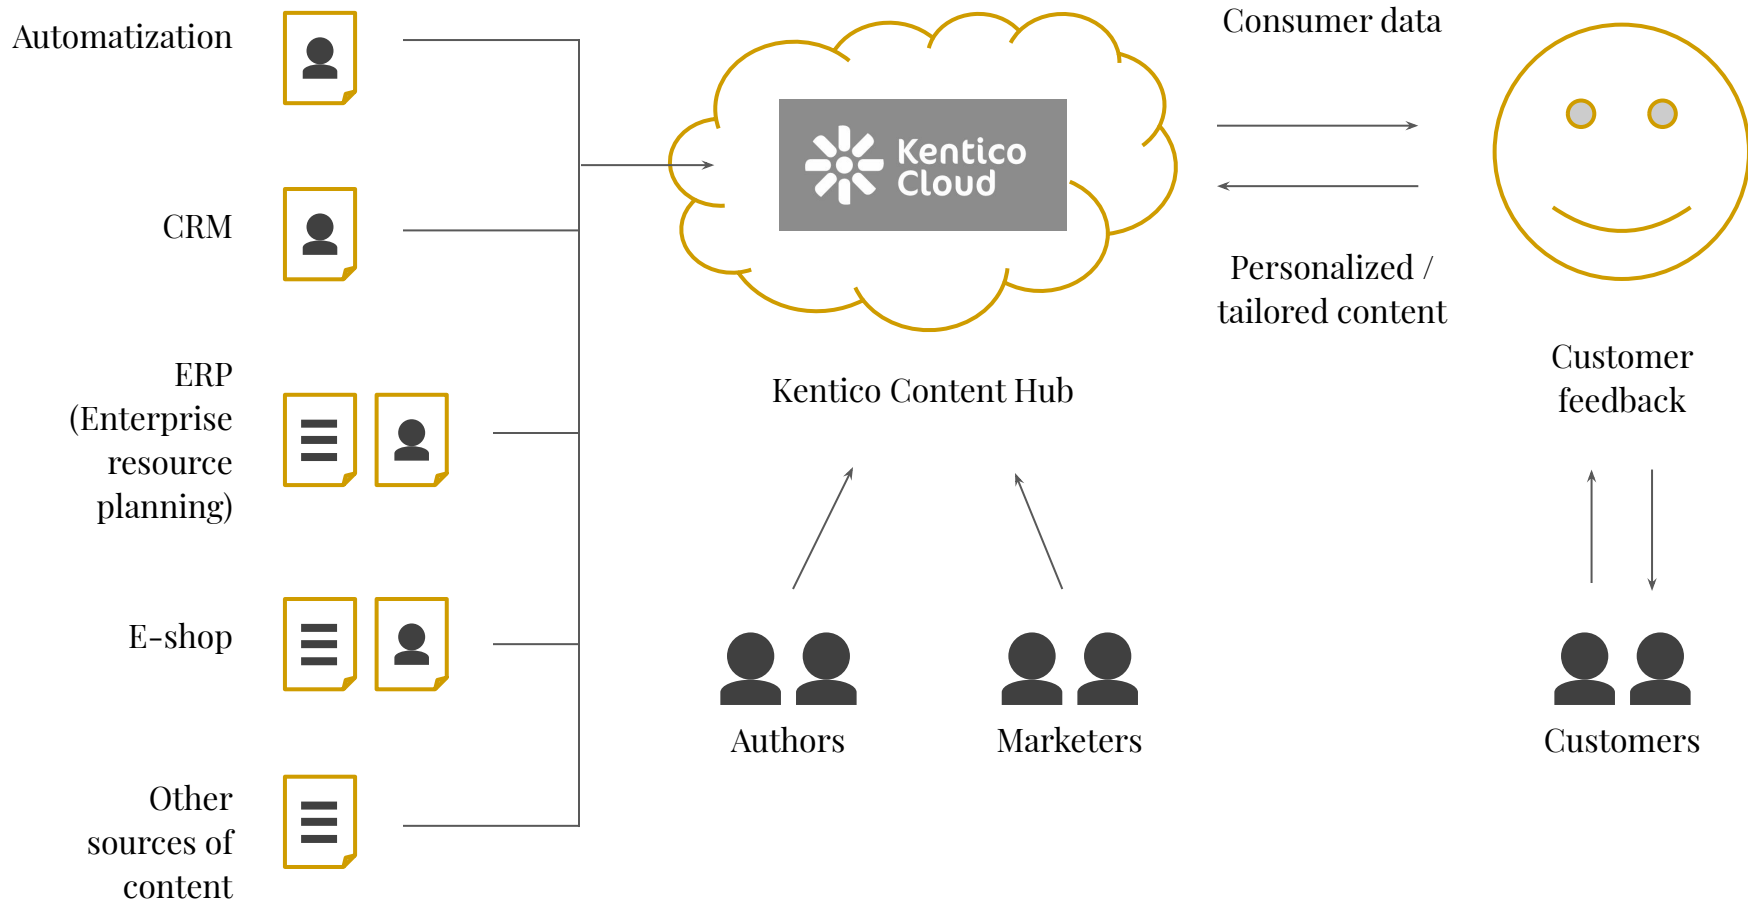 Automatization
CRM
ERP
(Enterprise
resource
planning)
E-shop
Other
sources of
content
Kentico
Cloud
Kentico Content Hub
Authors
Marketers
Consumer data
Personalized /
tailored content
Customer
feedback
Customers